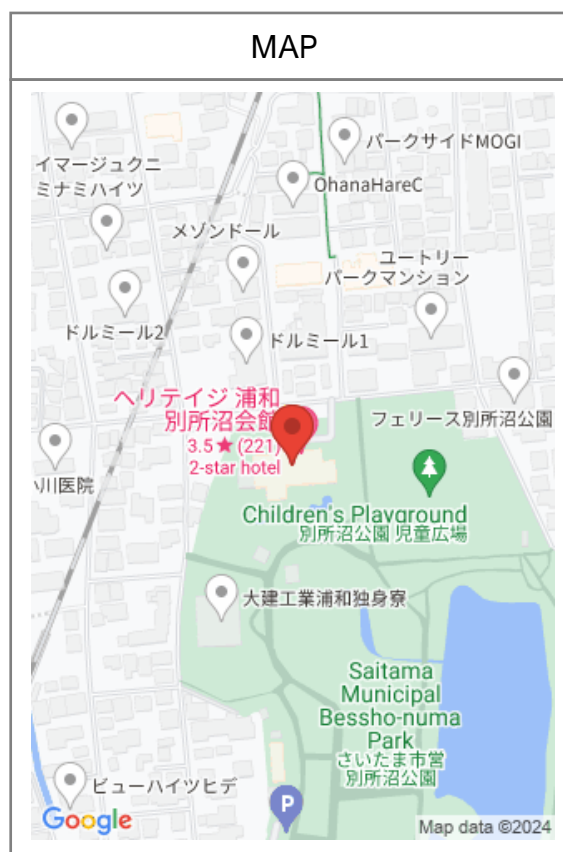 MAP
パークサイドMOGI
イマージュクニ
ミナミハイツ
OhanaHareC
メゾンドール
ユートリー
パークマンション
ドルミール2
ドルミール1
ヘリテイジ 浦和
別所沼会館
3.5★ (221)
2-star hotel
フェリース別所沼公園
川医院
Children's Playground
別所沼公園 児童広場
大建工業浦和独身寮
Saitama
Municipal
Bessho-numa
Park
さいたま市営
別所沼公園
ビューハイツヒデ
P
Google
Map data ©2024